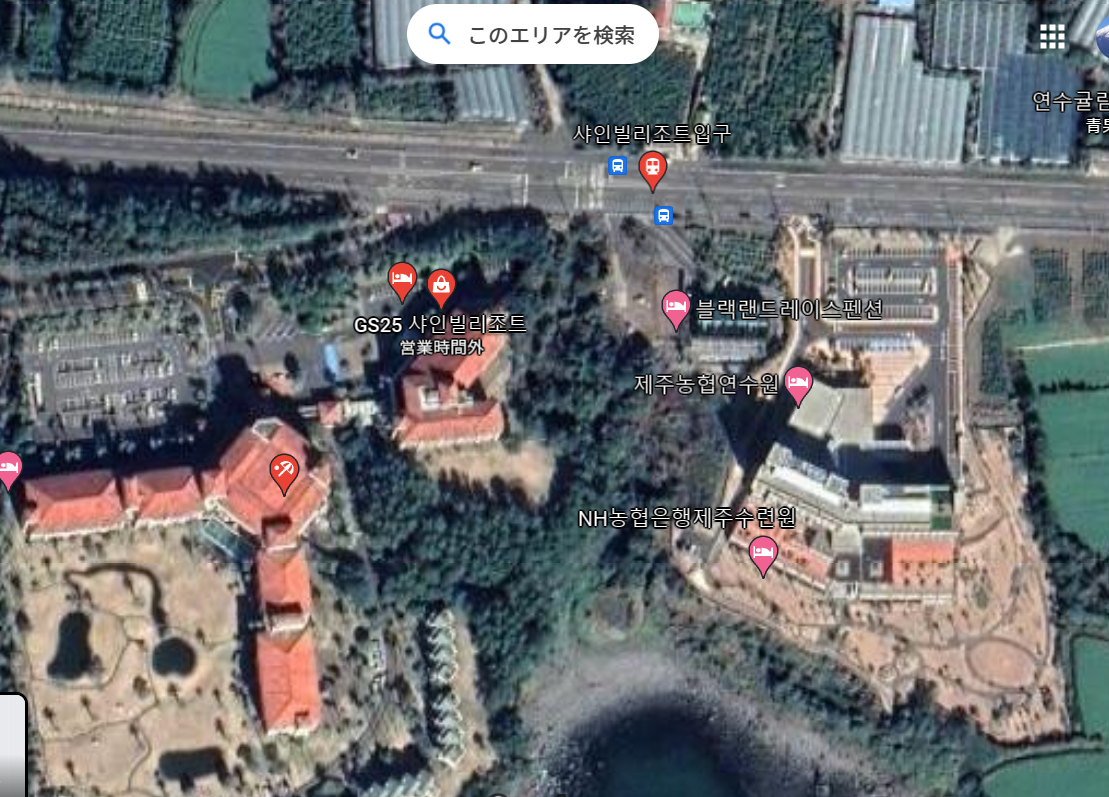 このエリアを検索
연수귤림
青果
샤인빌리조트입구
GS25 샤인빌리조트
営業時間外
블랙랜드레이스펜션
제주농협연수원
NH농협은행제주수련원